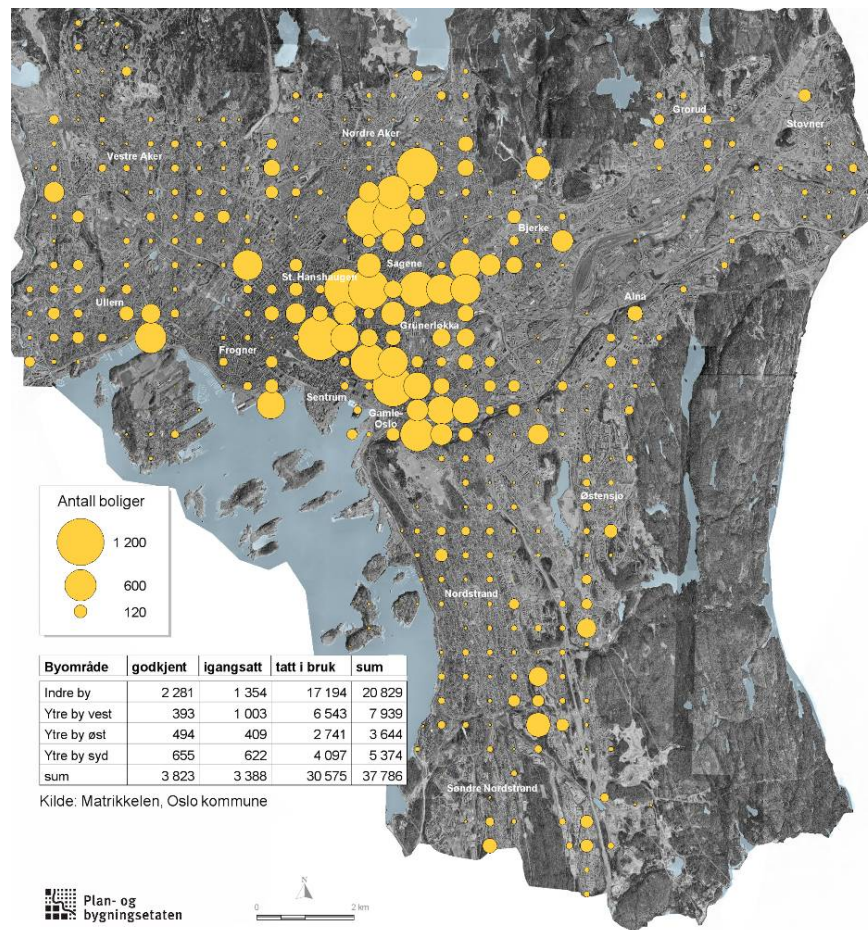 Grorud
Stovner
Nordre Aker
Vestre Aker
Bjerke
Sagene
St. Hanshaugen
Ullern
Alna
Grünerløkka
Frogner
Sentrum
Gamle-
Oslo
Østensjø
Nordstrand
Søndre Nordstrand
Antall boliger
1 200
600
120
Byområde godkjent igangsatt tatt i bruk sum
Indre by 2 281 1 354 17 194 20 829
Ytre by vest 393 1 003 6 543 7 939
Ytre by øst 494 409 2 741 3 644
Ytre by syd 655 622 4 097 5 374
sum 3 823 3 388 30 575 37 786
Kilde: Matrikkelen, Oslo kommune
Plan- og
bygningsetaten
N
0 2 km